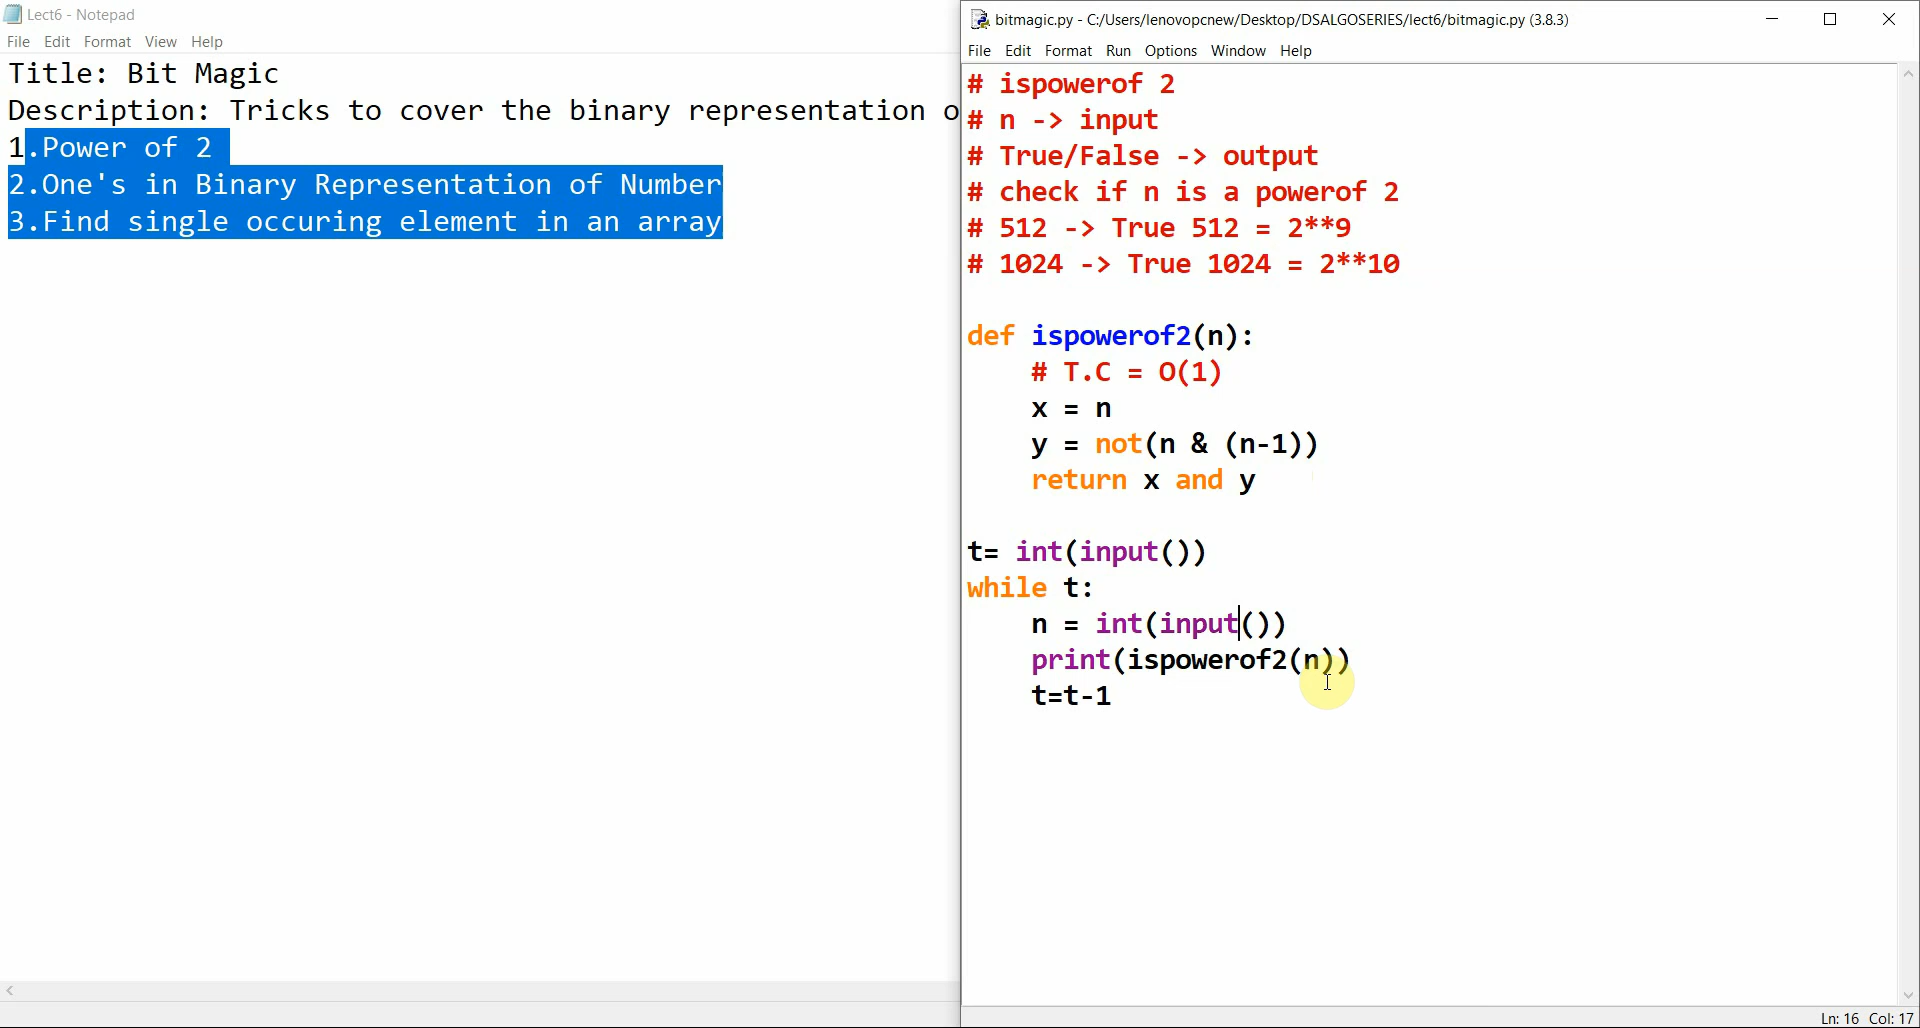 Lect6 - Notepad
File Edit Format View Help
Title: Bit Magic
Description: Tricks to cover the binary representation o
1.Power of 2
2.One's in Binary Representation of Number
3.Find single occuring element in an array
bitmagic.py - C:/Users/lenovopcnew/Desktop/DSALGOSERIES/lect6/bitmagic.py (3.8.3)
File Edit Format Run Options Window Help
# ispowerof 2
# n -> input
# True/False -> output
# check if n is a powerof 2
# 512 -> True 512 = 2**9
# 1024 -> True 1024 = 2**10
def ispowerof2(n):
# T.C = O(1)
x = n
y = not(n & (n-1))
return x and y
t= int(input())
while t:
n = int(input())
print(ispowerof2(n))
t=t-1
Ln: 16 Col: 17